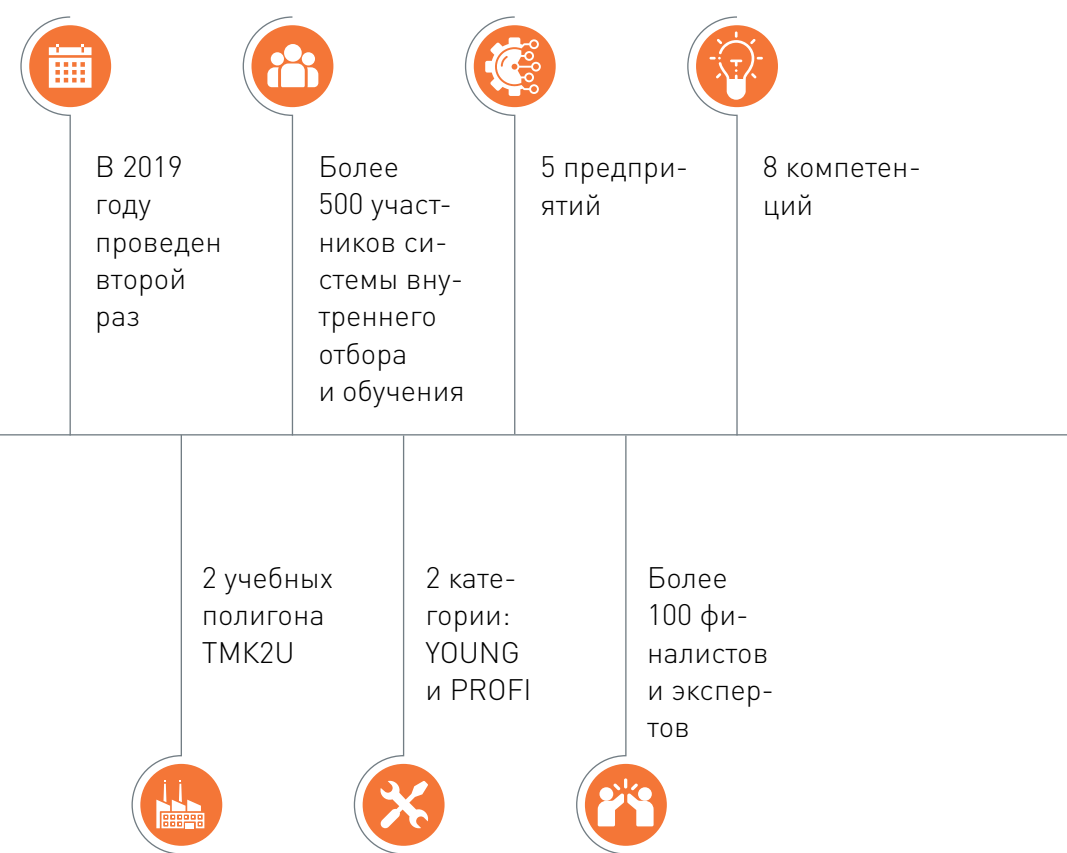 В 2019
году
проведен
второй
раз
Более
500 участ-
ников си-
стемы вну-
треннего
отбора
и обучения
5 предпри-
ятий
8 компетен-
ций
2 учебных
полигона
TMK2U
2 кате-
гории:
YOUNG
и PROFI
Более
100 фи-
налистов
и экспер-
тов